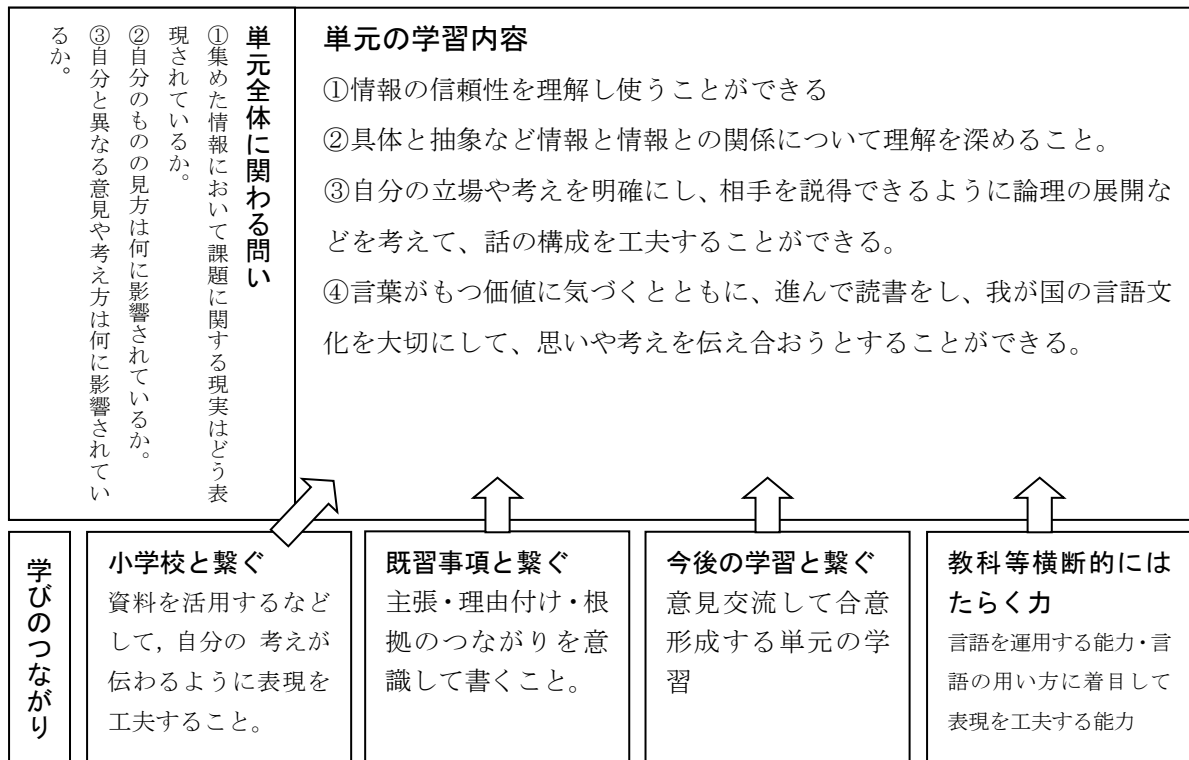 単元全体に関わる問い
①集めた情報において課題に関する現実はどう表
現されているか。
②自分のものの見方は何に影響されているか。
③自分と異なる意見や考え方は何に影響されてい
るか。
単元の学習内容
①情報の信頼性を理解し使うことができる
②具体と抽象など情報と情報との関係について理解を深めること。
③自分の立場や考えを明確にし、相手を説得できるように論理の展開な
どを考えて、話の構成を工夫することができる。
④言葉がもつ価値に気づくとともに、進んで読書をし、我が国の言語文
化を大切にして、思いや考えを伝え合おうとすることができる。
学びのつながり
小学校と繋ぐ
資料を活用するなど
して，自分の 考えが
伝わるように表現を
工夫すること。
既習事項と繋ぐ
主張・理由付け・根
拠のつながりを意
識して書くこと。
今後の学習と繋ぐ
意見交流して合意
形成する単元の学
習
教科等横断的には
たらく力
言語を運用する能力・言
語の用い方に着目して
表現を工夫する能力